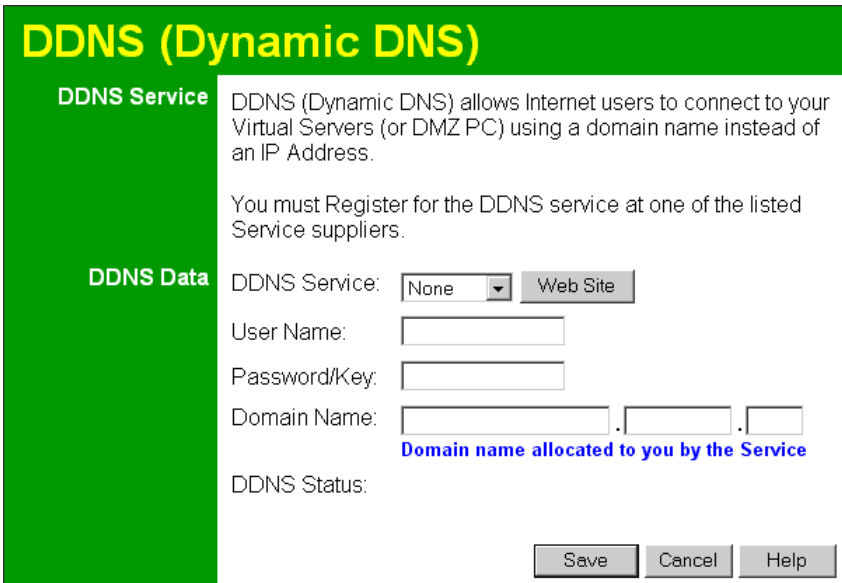 DDNS (Dynamic DNS)
DDNS Service
DDNS (Dynamic DNS) allows Internet users to connect to your
Virtual Servers (or DMZ PC) using a domain name instead of
an IP Address.
You must Register for the DDNS service at one of the listed
Service suppliers.
DDNS Data
DDNS Service: None Web Site
User Name:
Password/Key:
Domain Name: . .
Domain name allocated to you by the Service
DDNS Status:
Save Cancel Help